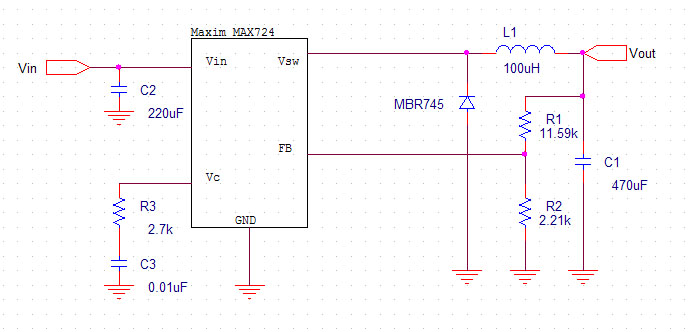 Maxim MAX724
L1
Vin
Vin
Vsw
100uH
Vout
C2
220uF
MBR745
R1
11.59k
FB
C1
470uF
Vc
R3
2.7k
GND
R2
2.21k
C3
0.01uF